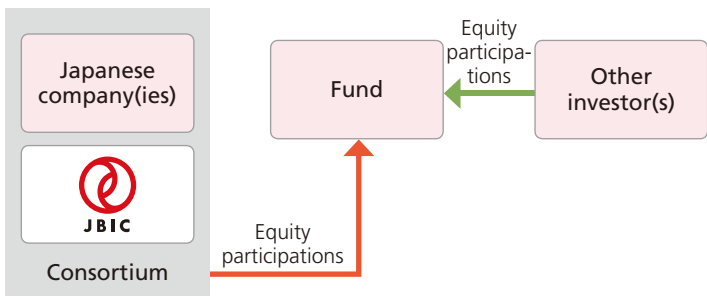 Japanese
company(ies)
JBIC
Consortium
Equity
participations
Fund
Equity
participa-
tions
Other
investor(s)